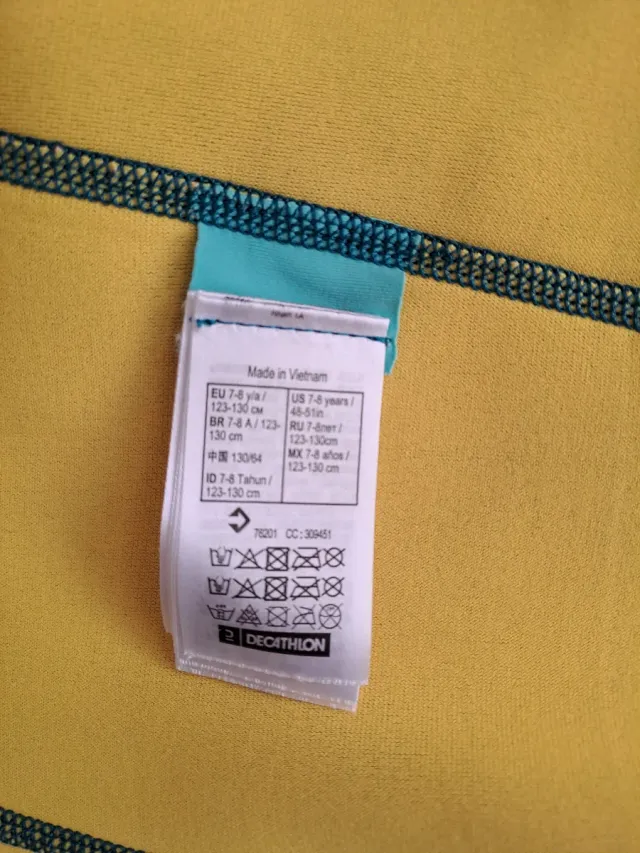 Made in Vietnam
EU 7-8 y/a /
123-130 см
BR 7-8 A / 123-
130 cm
中国 130/64
ID 7-8 Tahun /
123-130 cm
US 7-8 years /
48-51in
RU 7-8лет /
123-130cm
MX 7-8 años /
123-130 cm
76201 CC : 309451
DECATHLON